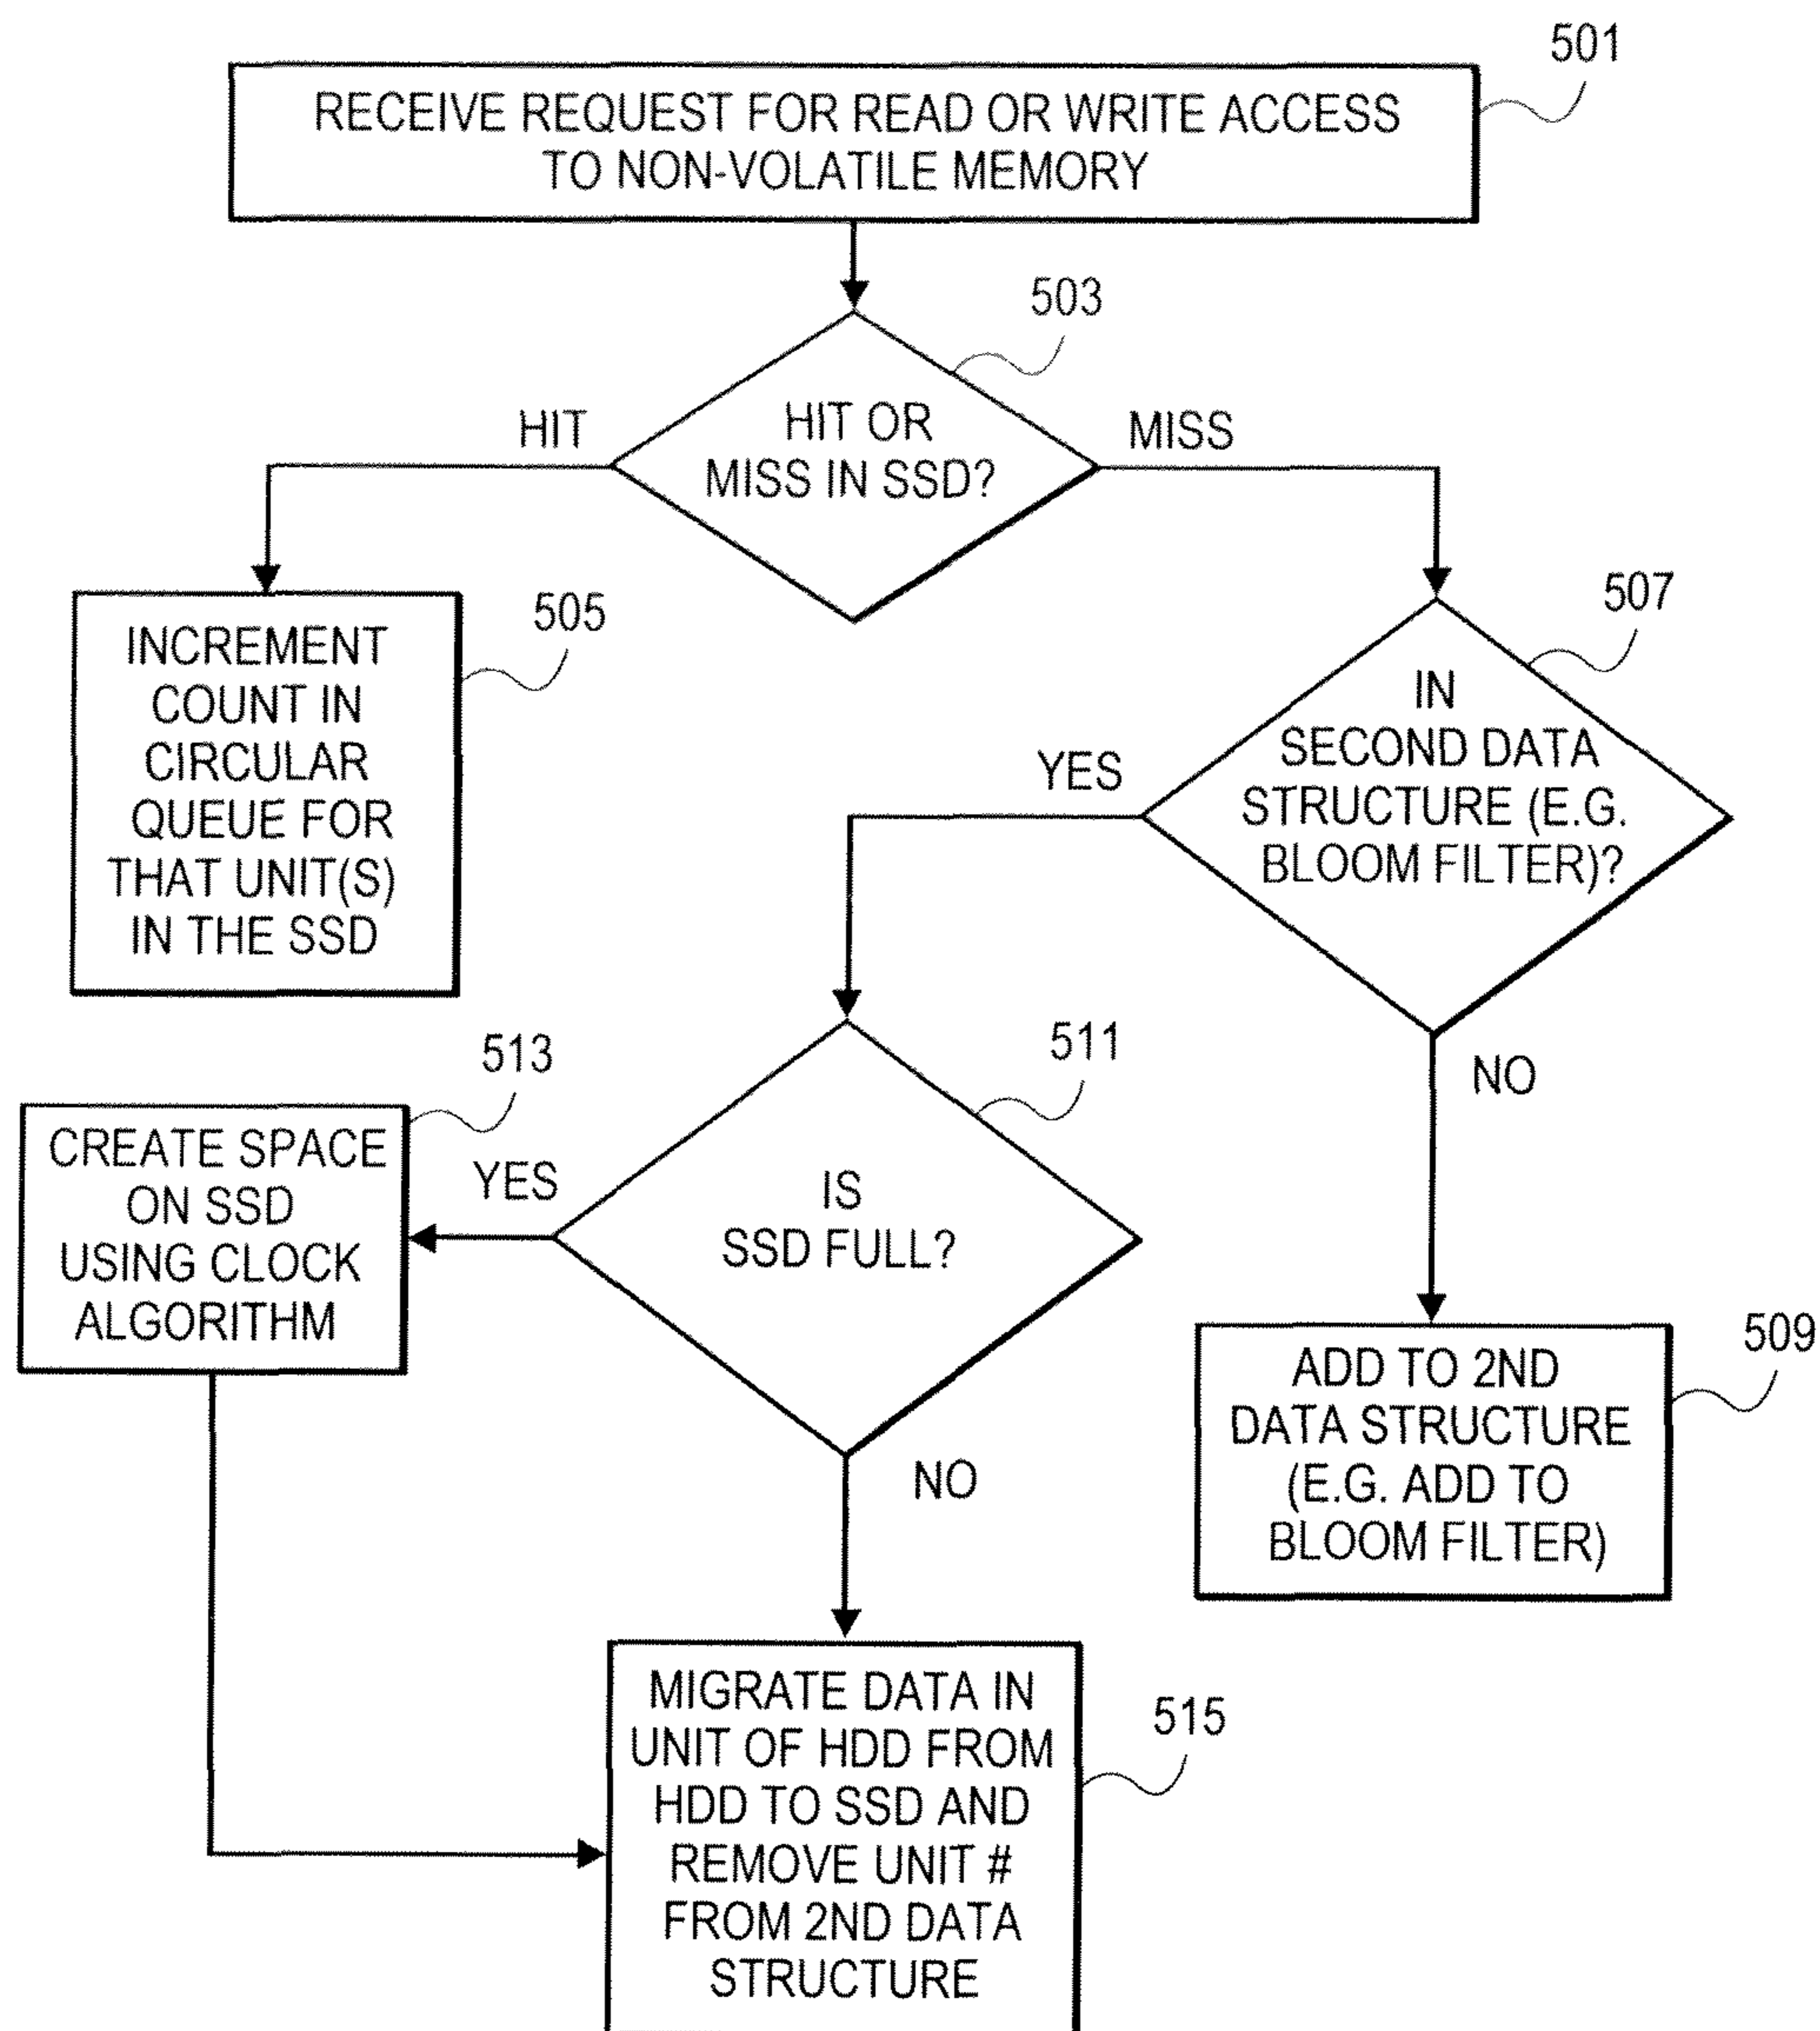 501
RECEIVE REQUEST FOR READ OR WRITE ACCESS
TO NON-VOLATILE MEMORY
503
HIT
HIT OR
MISS IN SSD?
MISS
505
INCREMENT
COUNT IN
CIRCULAR
QUEUE FOR
THAT UNIT(S)
IN THE SSD
507
IN
SECOND DATA
STRUCTURE (E.G.
BLOOM FILTER)?
YES
NO
511
IS
SSD FULL?
YES
NO
513
CREATE SPACE
ON SSD
USING CLOCK
ALGORITHM
509
ADD TO 2ND
DATA STRUCTURE
(E.G. ADD TO
BLOOM FILTER)
515
MIGRATE DATA IN
UNIT OF HDD FROM
HDD TO SSD AND
REMOVE UNIT #
FROM 2ND DATA
STRUCTURE